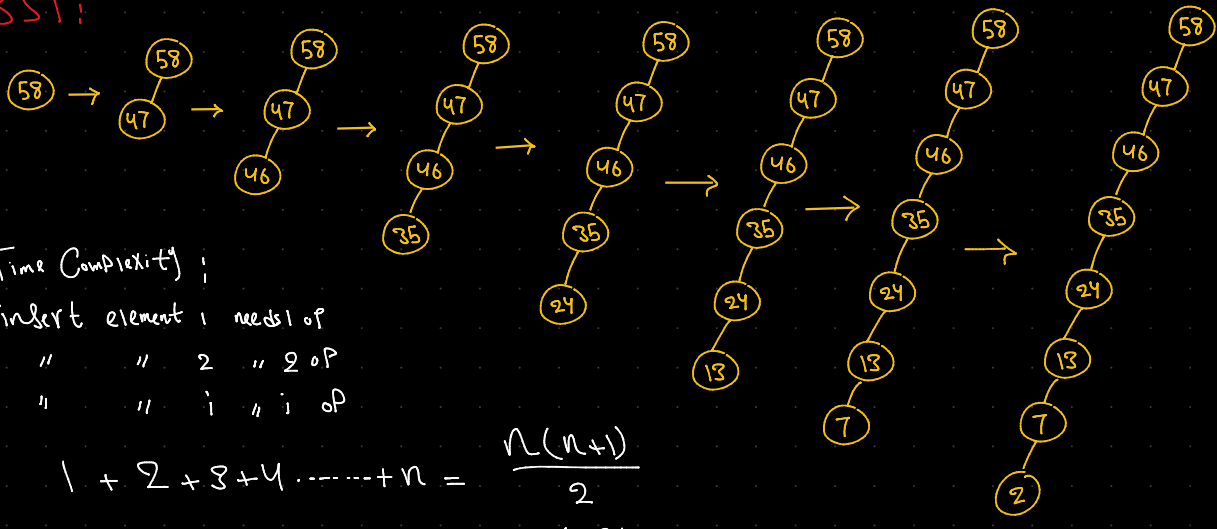 58 → 58 47 → 58 47 46 → 58 47 46 35 → 58 47 46 35 24 → 58 47 46 35 24 13 → 58 47 46 35 24 13 7 → 58 47 46 35 24 13 7 2
Time Complexity :
insert element 1 needs 1 op
" " 2 " 2 op
" " i " i op
1 + 2 + 3 + 4 ....... + n = n(n+1) / 2